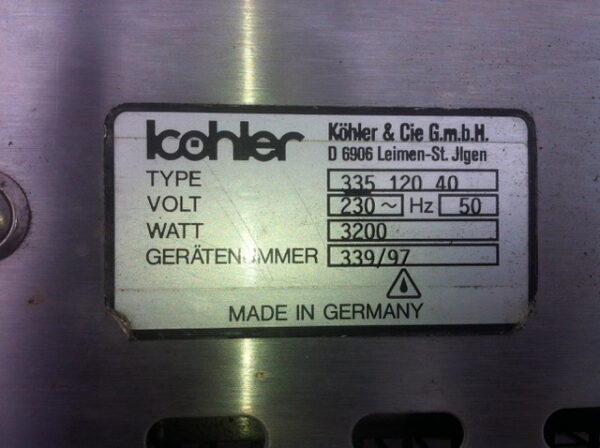 köhler
Köhler & Cie G.m.b.H.
D 6906 Leimen-St. Jlgen
TYPE 335 120 40
VOLT 230 ~ Hz 50
WATT 3200
GERÄTENUMMER 339/97
MADE IN GERMANY